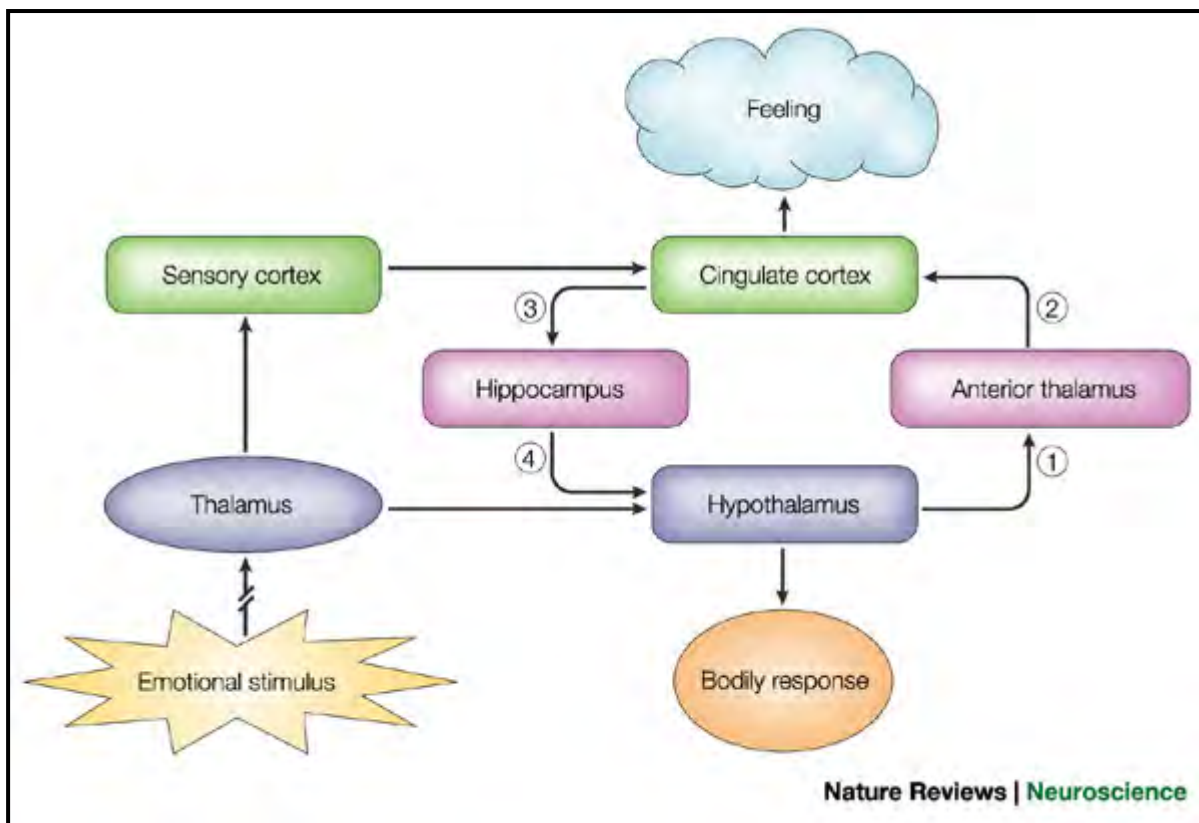 Feeling
Sensory cortex
Cingulate cortex
③
②
Hippocampus
Anterior thalamus
④
①
Thalamus
Hypothalamus
Emotional stimulus
Bodily response
Nature Reviews | Neuroscience